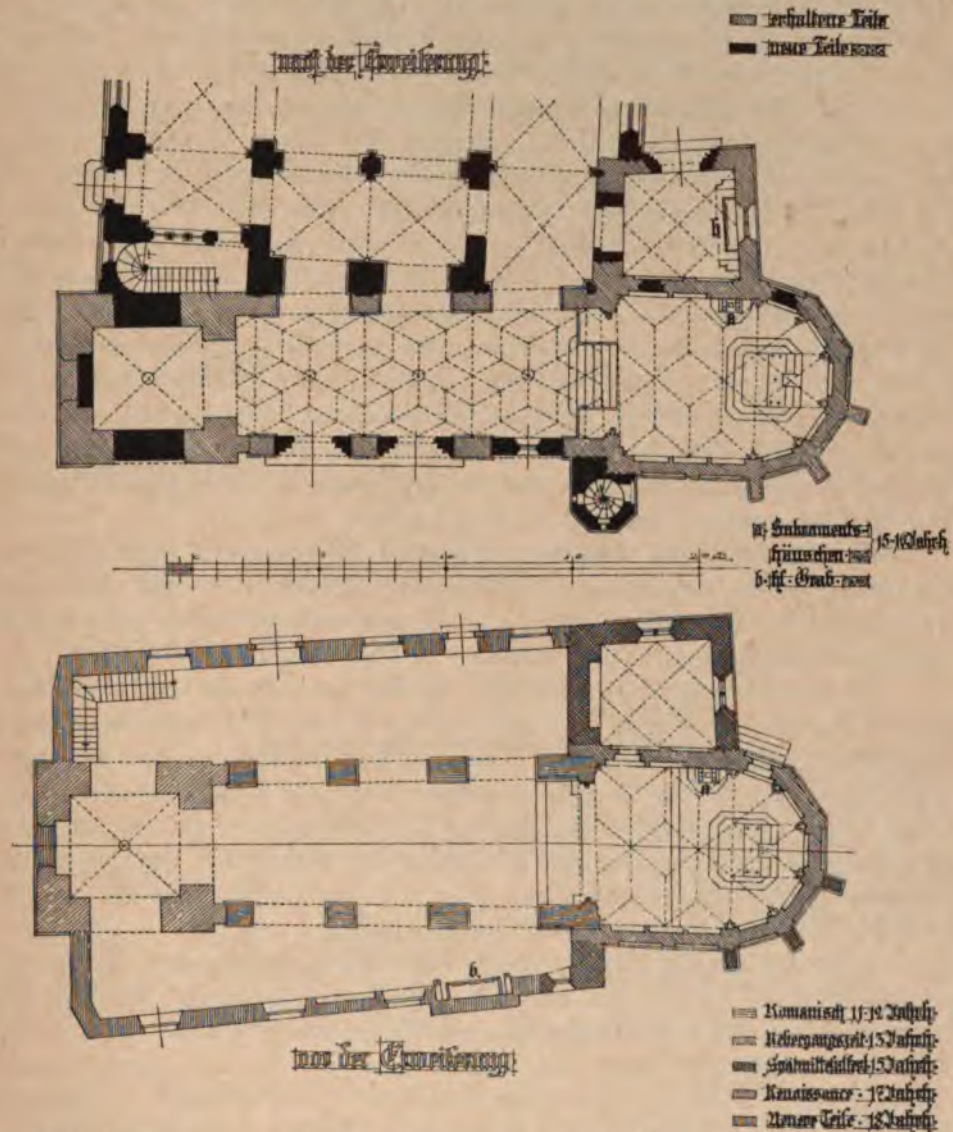 erhaltene Teile
neue Teile
nach der Erweiterung:
a: Sakraments-
häuschen
15-16 Jahrh
b: hl. Grab
a
b
a
b.
vor der Erweiterung
Romanisch 11-12 Jahrh.
Uebergangszeit 13 Jahrh.
Spätmittelalterl. 15 Jahrh.
Renaissance - 17 Jahrh.
Neuere Teile - 18 Jahrh.